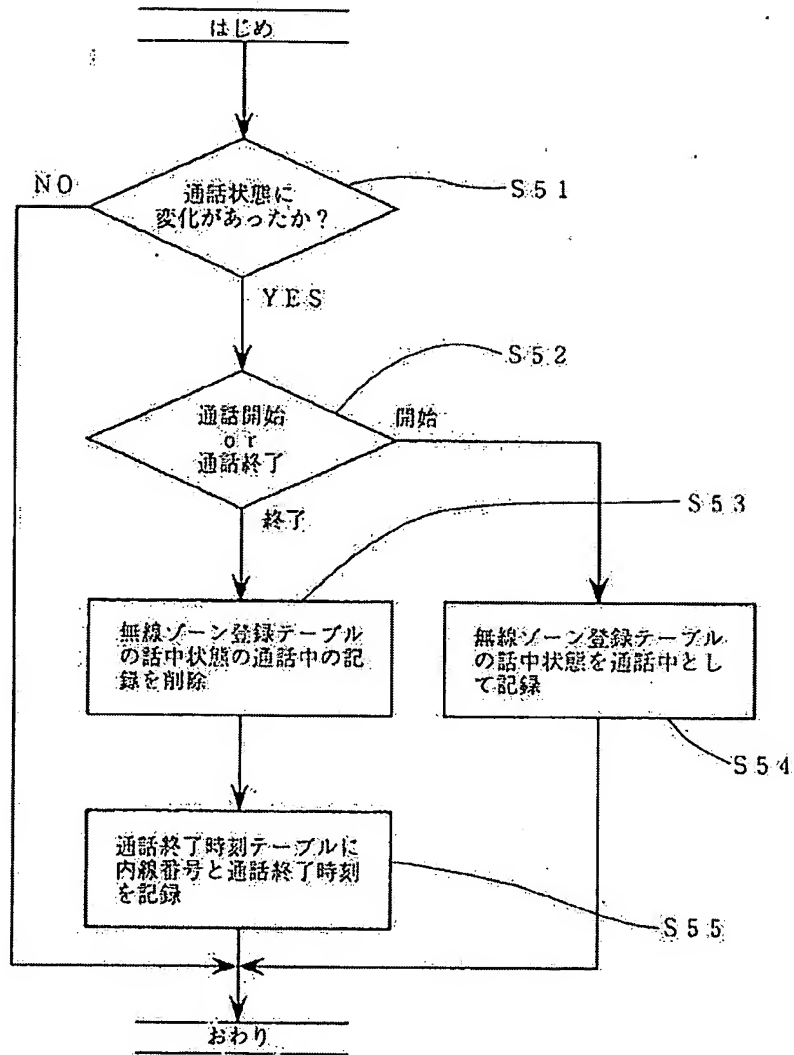 はじめ
NO
通話状態に
変化があったか？
S51
YES
S52
通話開始
or
通話終了
開始
終了
S53
無線ゾーン登録テーブル
の話中状態の通話中の記
録を削除
無線ゾーン登録テーブル
の話中状態を通話中とし
て記録
S54
通話終了時刻テーブルに
内線番号と通話終了時刻
を記録
S55
おわり